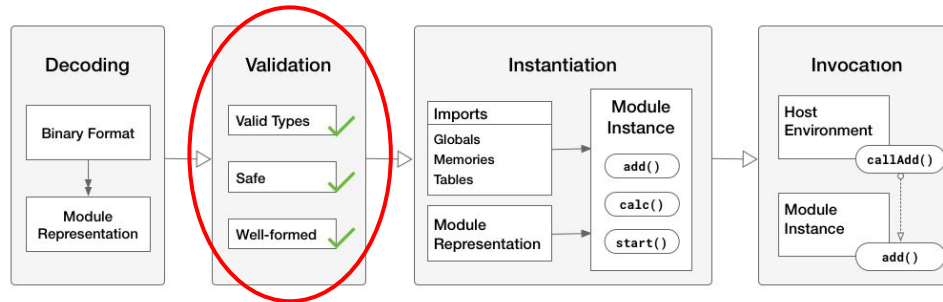 Decoding
Binary Format
Module
Representation
Validation
Valid Types
Safe
Well-formed
Instantiation
Imports
Globals
Memories
Tables
Module
Representation
Module
Instance
add()
calc()
start()
Invocation
Host
Environment
callAdd()
Module
Instance
add()